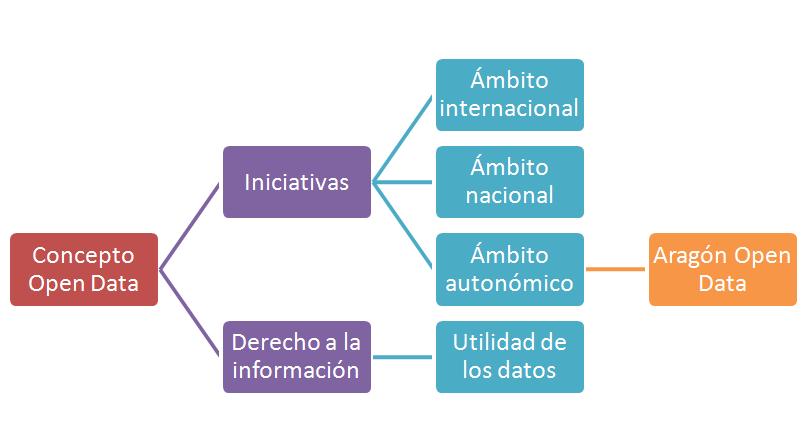 Concepto
Open Data
Iniciativas
Derecho a la
información
Ámbito
internacional
Ámbito
nacional
Ámbito
autonómico
Utilidad de
los datos
Aragón Open
Data